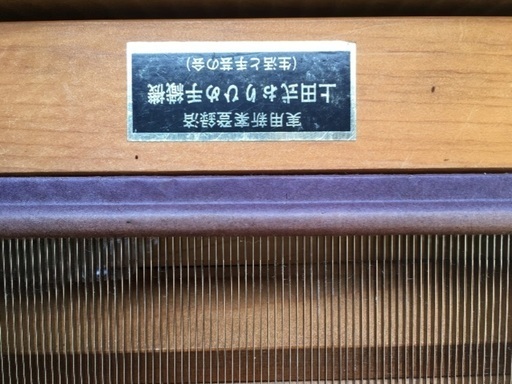 実用新案登録済
上田式おりひめ手織機
(生活と手芸の会)